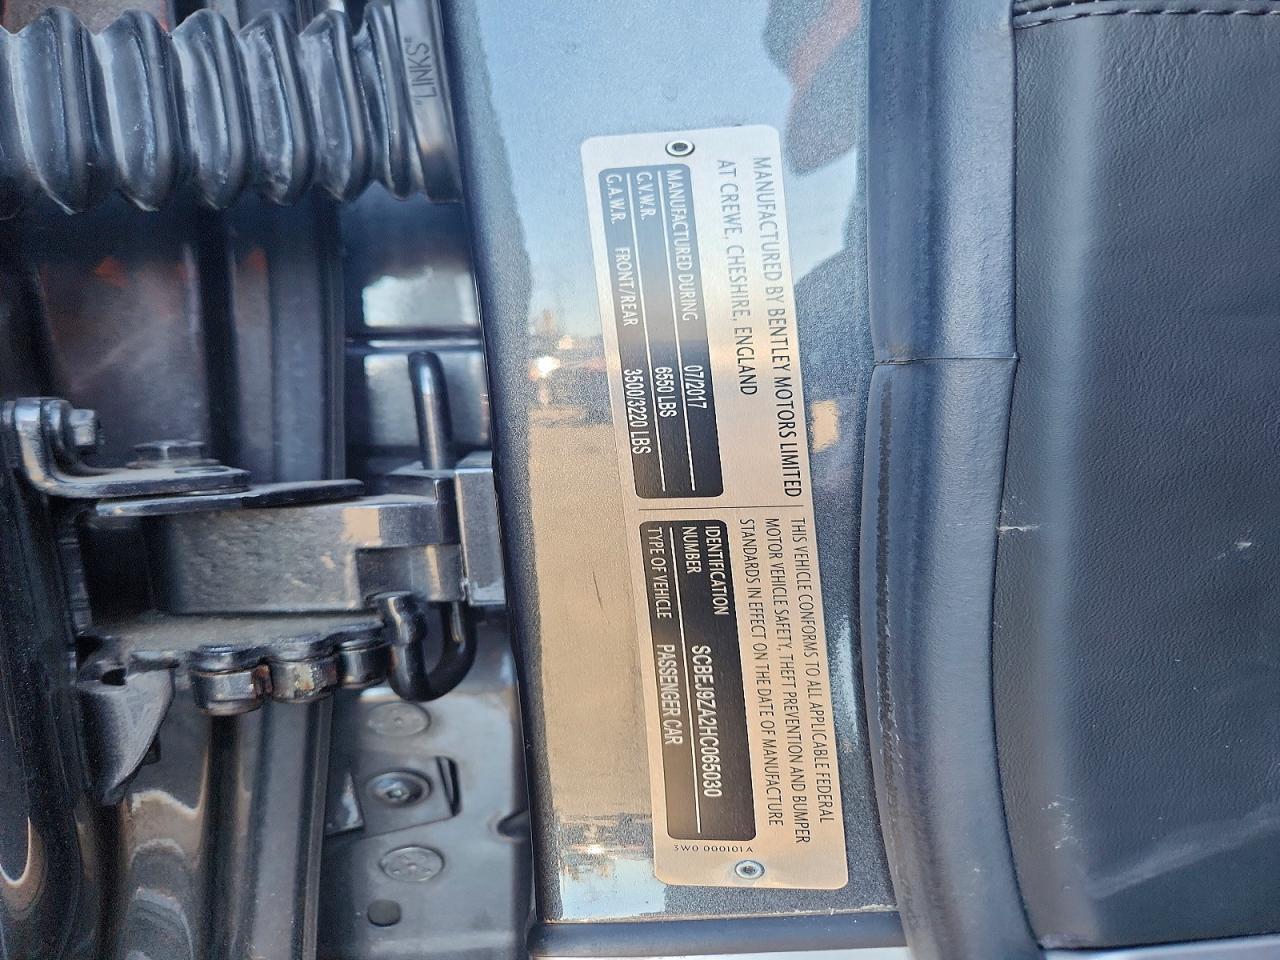 "LINKS"
MANUFACTURED BY BENTLEY MOTORS LIMITED
AT CREWE, CHESHIRE, ENGLAND
MANUFACTURED DURING 07/2017
G.V.W.R. 6550 LBS
G.A.W.R. FRONT/REAR 3500/3220 LBS
THIS VEHICLE CONFORMS TO ALL APPLICABLE FEDERAL
MOTOR VEHICLE SAFETY, THEFT PREVENTION AND BUMPER
STANDARDS IN EFFECT ON THE DATE OF MANUFACTURE
IDENTIFICATION
NUMBER SCBEJ9ZA2HC065030
TYPE OF VEHICLE PASSENGER CAR
3W0 000101A